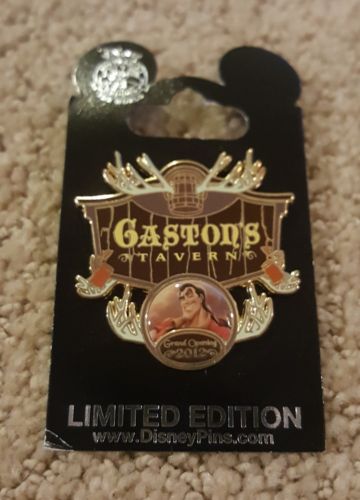 GASTON'S
TAVERN
Grand Opening
2012
LIMITED EDITION
www.DisneyPins.com